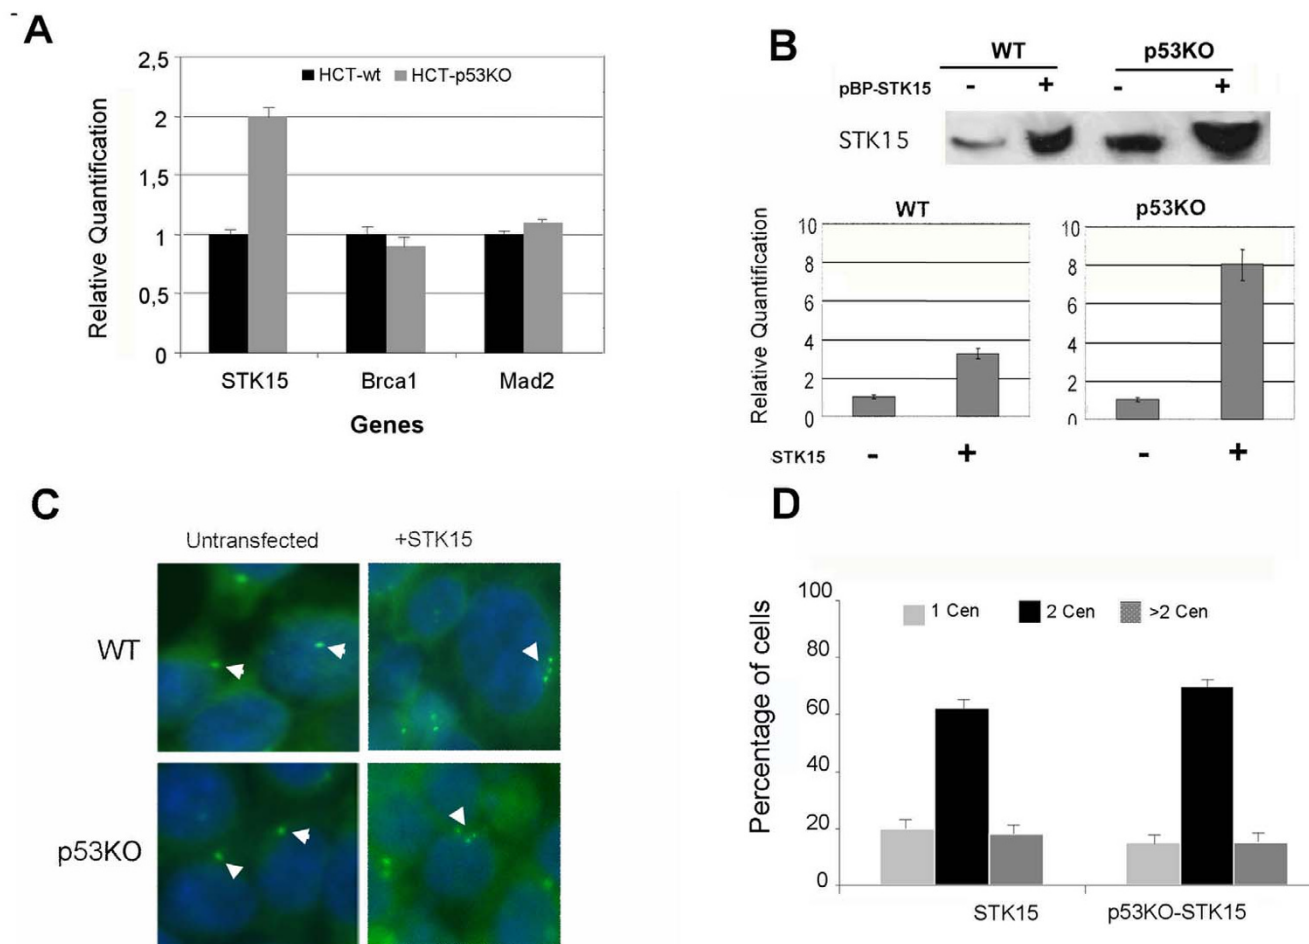 A
2,5
2
1,5
1
0,5
0
Relative Quantification
HCT-wt HCT-p53KO
STK15 Brca1 Mad2
Genes
B
WT p53KO
pBP-STK15 - + - +
STK15
WT
10
8
6
4
2
0
Relative Quantification
p53KO
10
8
6
4
2
0
STK15 - + - +
C
Untransfected +STK15
WT
p53KO
D
100
80
60
40
20
0
Percentage of cells
1 Cen 2 Cen >2 Cen
STK15 p53KO-STK15